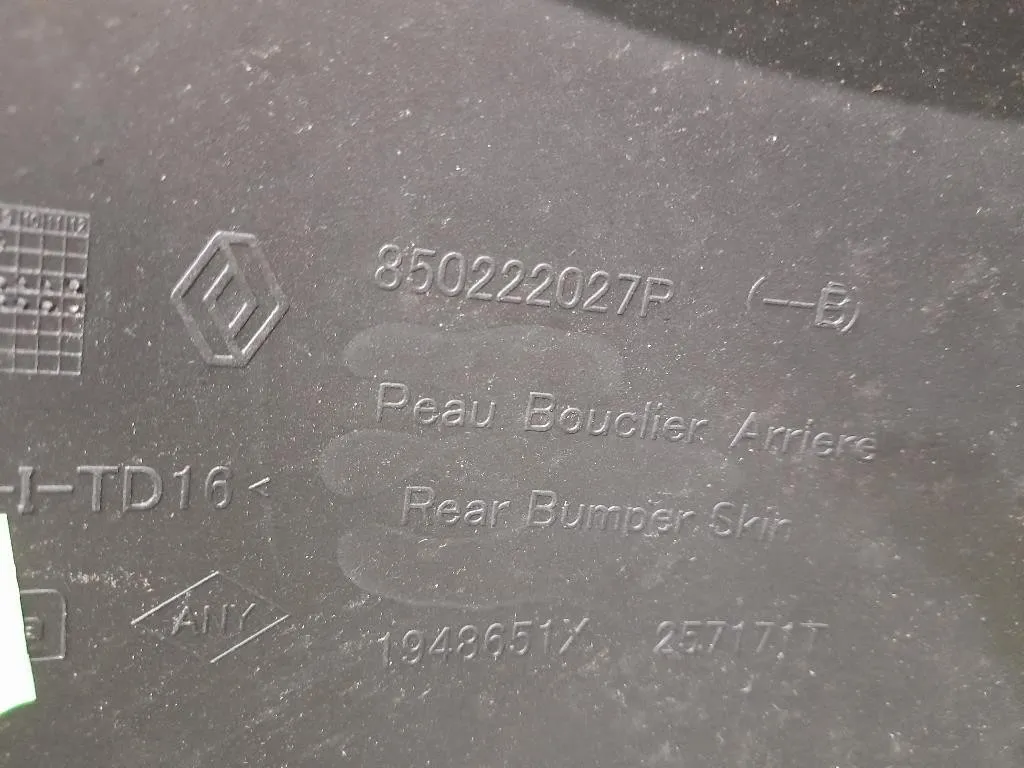 850222027R (—B)
Peau Bouclier Arriere
-I-TD16<
Rear Bumper Skin
ANY
1948651X 257171T